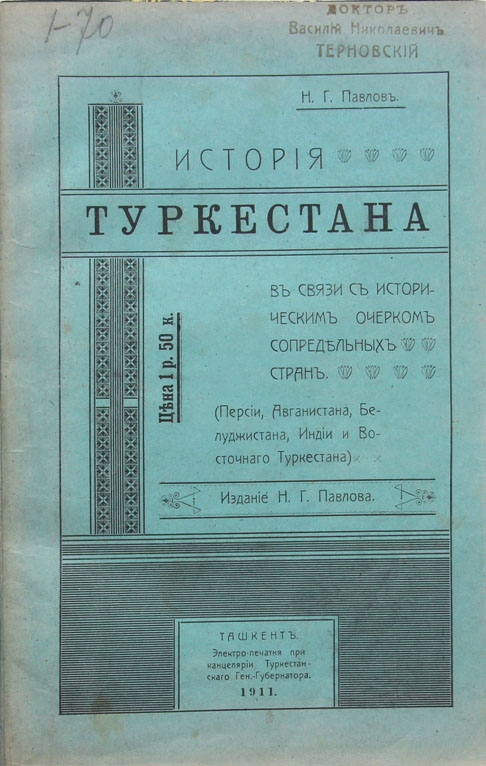 1-70
ДОКТОРЪ
Василій Николаевичъ
ТЕРНОВСКІЙ
Н. Г. Павловъ.
ИСТОРІЯ
ТУРКЕСТАНА
ВЪ СВЯЗИ СЪ ИСТОРИ-
ЧЕСКИМЪ ОЧЕРКОМЪ
СОПРЕДѢЛЬНЫХЪ
СТРАНЪ.
Цѣна 1 р. 50 к.
(Персіи, Авганистана, Бе-
луджистана, Индіи и Во-
сточнаго Туркестана)
Изданіе Н. Г. Павлова.
ТАШКЕНТЪ.
Электро-печатня при
канцеляріи Туркестан-
скаго Ген.-Губернатора.
1911.